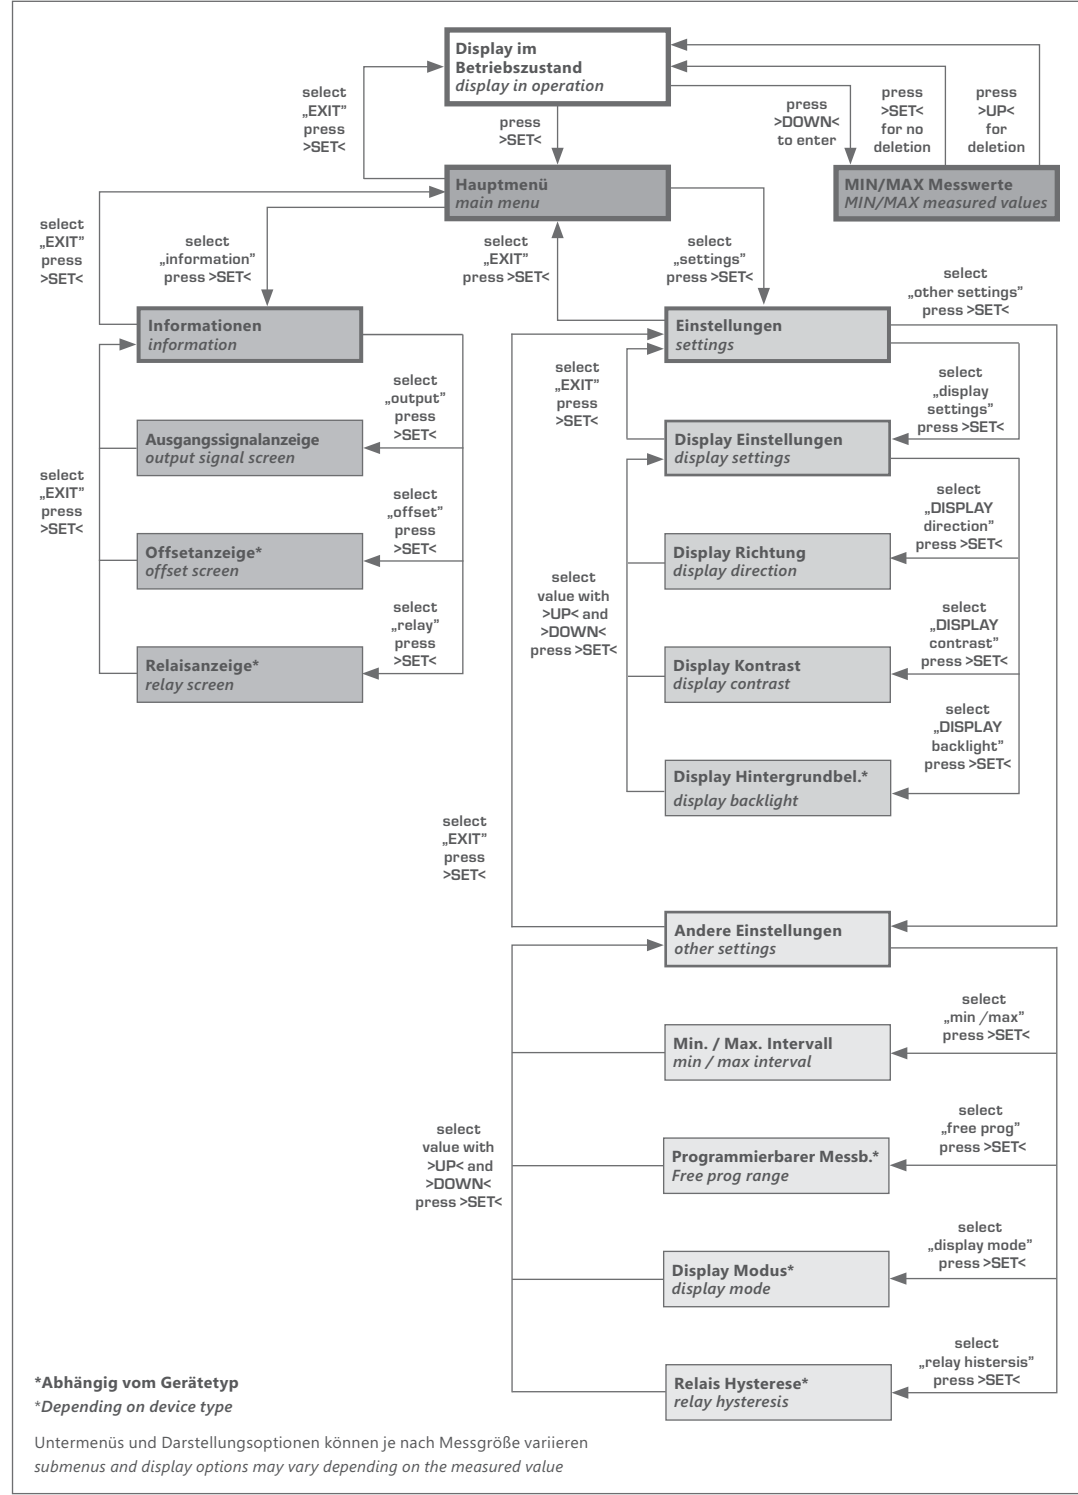 Display im
Betriebszustand
display in operation
select
„EXIT”
press
>SET<
press
>SET<
press
>DOWN<
to enter
press
>SET<
for no
deletion
press
>UP<
for
deletion
Hauptmenü
main menu
MIN/MAX Messwerte
MIN/MAX measured values
select
„EXIT”
press
>SET<
select
„information”
press >SET<
select
„EXIT”
press >SET<
select
„settings”
press >SET<
select
„other settings”
press >SET<
Informationen
information
Einstellungen
settings
select
„output”
press
>SET<
select
„EXIT”
press
>SET<
select
„display
settings”
press >SET<
Ausgangssignalanzeige
output signal screen
Display Einstellungen
display settings
select
„EXIT”
press
>SET<
select
„offset”
press
>SET<
select
„DISPLAY
direction”
press >SET<
Offsetanzeige*
offset screen
Display Richtung
display direction
select
value with
>UP< and
>DOWN<
press >SET<
select
„relay”
press
>SET<
select
„DISPLAY
contrast”
press >SET<
Relaisanzeige*
relay screen
Display Kontrast
display contrast
select
„DISPLAY
backlight”
press >SET<
Display Hintergrundbel.*
display backlight
select
„EXIT”
press
>SET<
Andere Einstellungen
other settings
select
„min /max”
press >SET<
Min. / Max. Intervall
min / max interval
select
„free prog”
press >SET<
select
value with
>UP< and
>DOWN<
press >SET<
Programmierbarer Messb.*
Free prog range
select
„display mode”
press >SET<
Display Modus*
display mode
select
„relay histersis”
press >SET<
Relais Hysterese*
relay hysteresis
*Abhängig vom Gerätetyp
*Depending on device type
Untermenüs und Darstellungsoptionen können je nach Messgröße variieren
submenus and display options may vary depending on the measured value